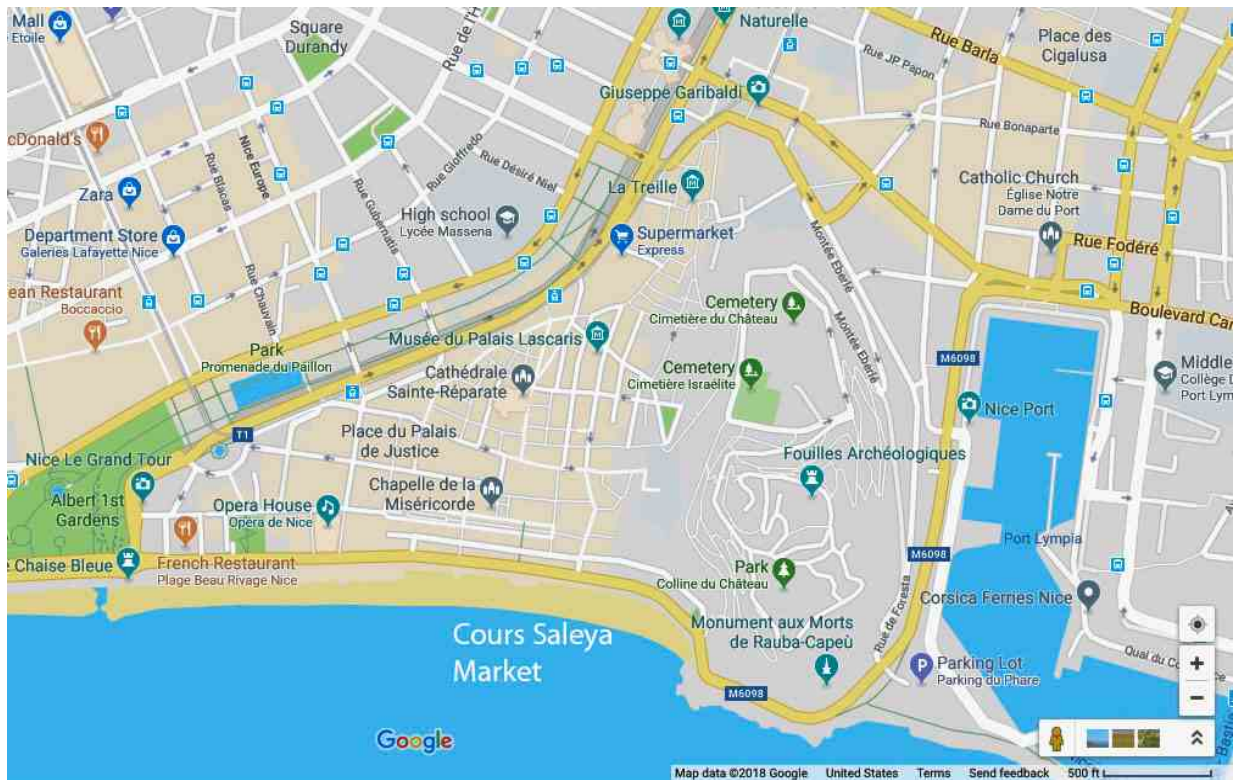 Mall
Etoile
Square
Durandy
Rue de l'H
Naturelle
Rue Barla
Place des
Cigalusa
Rue JP Papon
Giuseppe Garibaldi
Rue Bonaparte
cDonald's
Nice Europe
Rue Blacas
Rue Gioffredo
Rue Désiré Niel
Zara
Rue Gubernatis
La Treille
Catholic Church
Église Notre
Dame du Port
High school
Lycée Massena
Department Store
Galeries Lafayette Nice
Supermarket
Express
Montée Eberlé
Rue Fodéré
Rue Chauvain
ean Restaurant
Boccaccio
Cemetery
Cimetière du Château
Boulevard Car
Musée du Palais Lascaris
Montée Eberlé
Park
Promenade du Paillon
M6098
Cathédrale
Sainte-Réparate
Cemetery
Cimetière Israélite
Middle
Collège D
Port Lym
Nice Port
T1
Place du Palais
de Justice
Nice Le Grand Tour
Fouilles Archéologiques
Albert 1st
Gardens
Opera House
Opéra de Nice
Chapelle de la
Miséricorde
Port Lympia
M6098
e Chaise Bleue
French Restaurant
Plage Beau Rivage Nice
Park
Colline du Château
Corsica Ferries Nice
Rue de Foresta
Cours Saleya
Market
Monument aux Morts
de Rauba-Capeù
Parking Lot
Parking du Phare
M6098
Google
Map data ©2018 Google United States Terms Send feedback 500 ft